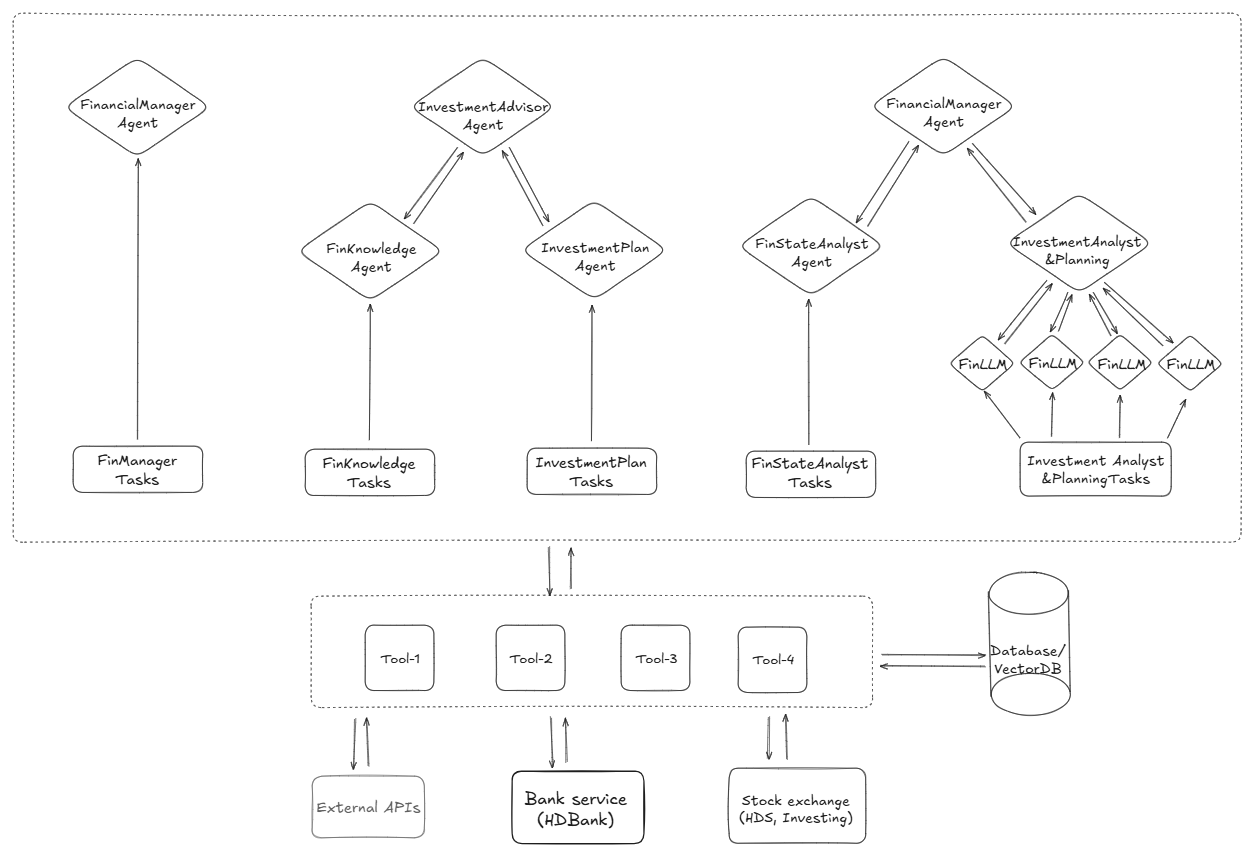 FinancialManager
Agent
InvestmentAdvisor
Agent
FinancialManager
Agent
FinKnowledge
Agent
InvestmentPlan
Agent
FinStateAnalyst
Agent
InvestmentAnalyst
&Planning
FinLLM
FinLLM
FinLLM
FinLLM
FinManager
Tasks
FinKnowledge
Tasks
InvestmentPlan
Tasks
FinStateAnalyst
Tasks
Investment Analyst
&PlanningTasks
Tool-1
Tool-2
Tool-3
Tool-4
Database/
VectorDB
External APIs
Bank service
(HDBank)
Stock exchange
(HDS, Investing)